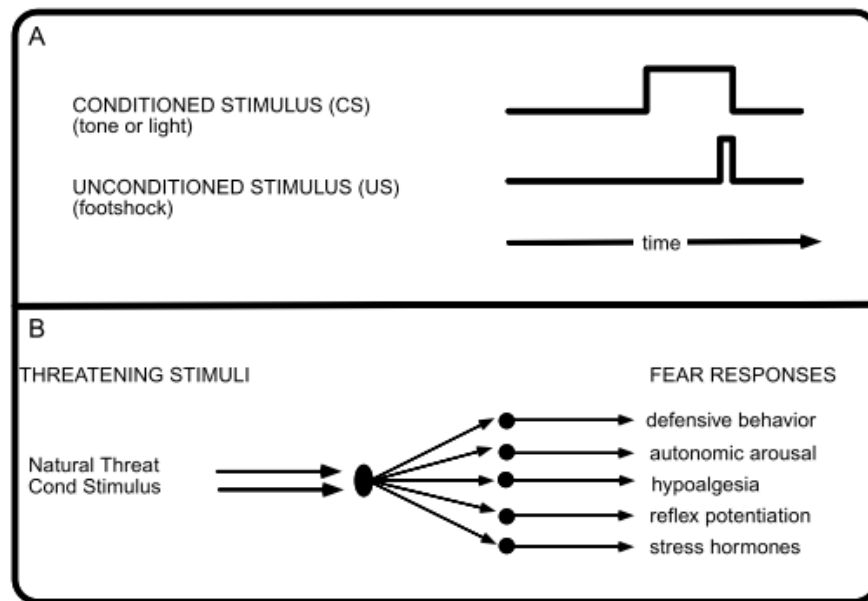 A
CONDITIONED STIMULUS (CS)
(tone or light)
UNCONDITIONED STIMULUS (US)
(footshock)
time
B
THREATENING STIMULI
FEAR RESPONSES
Natural Threat
Cond Stimulus
defensive behavior
autonomic arousal
hypoalgesia
reflex potentiation
stress hormones